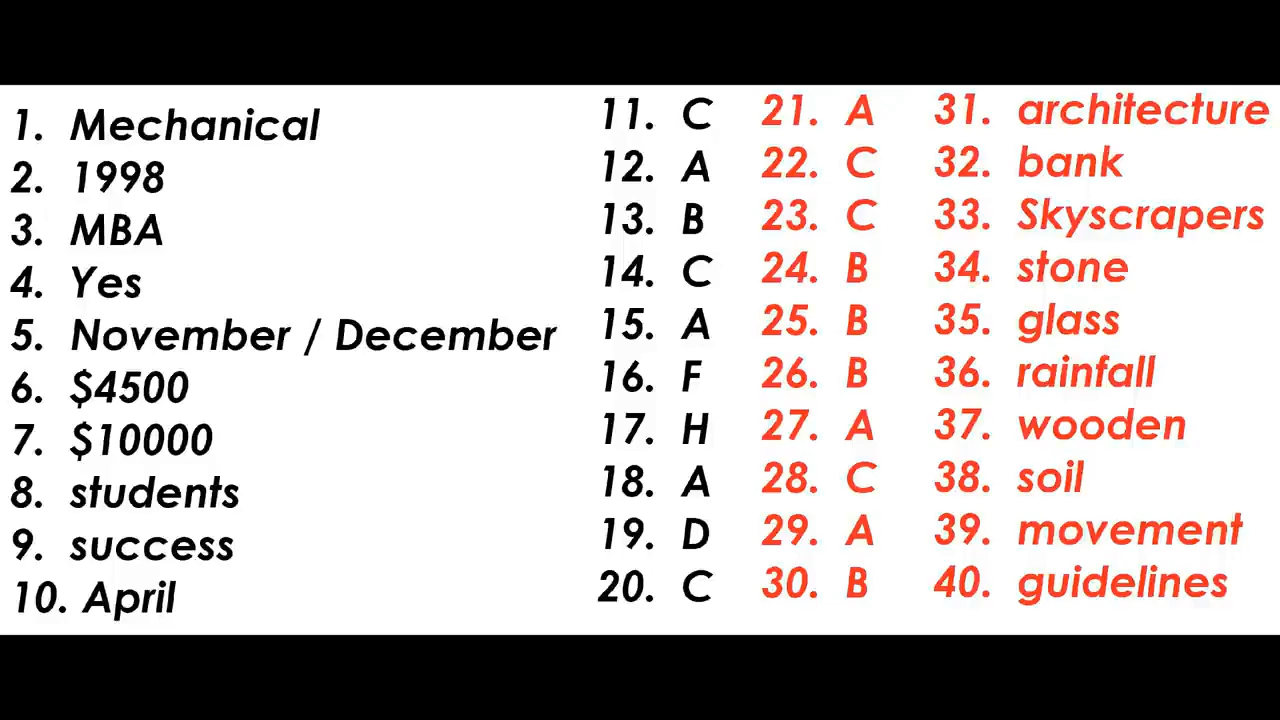 1. Mechanical
2. 1998
3. MBA
4. Yes
5. November / December
6. $4500
7. $10000
8. students
9. success
10. April
11. C
12. A
13. B
14. C
15. A
16. F
17. H
18. A
19. D
20. C
21. A
22. C
23. C
24. B
25. B
26. B
27. A
28. C
29. A
30. B
31. architecture
32. bank
33. Skyscrapers
34. stone
35. glass
36. rainfall
37. wooden
38. soil
39. movement
40. guidelines